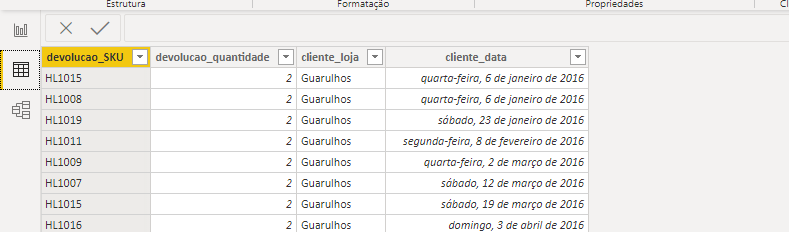 Estrutura Formatação Propriedades
devolucao_SKU devolucao_quantidade cliente_loja cliente_data
HL1015 2 Guarulhos quarta-feira, 6 de janeiro de 2016
HL1008 2 Guarulhos quarta-feira, 6 de janeiro de 2016
HL1019 2 Guarulhos sábado, 23 de janeiro de 2016
HL1011 2 Guarulhos segunda-feira, 8 de fevereiro de 2016
HL1009 2 Guarulhos quarta-feira, 2 de março de 2016
HL1007 2 Guarulhos sábado, 12 de março de 2016
HL1015 2 Guarulhos sábado, 19 de março de 2016
HL1016 2 Guarulhos domingo, 3 de abril de 2016